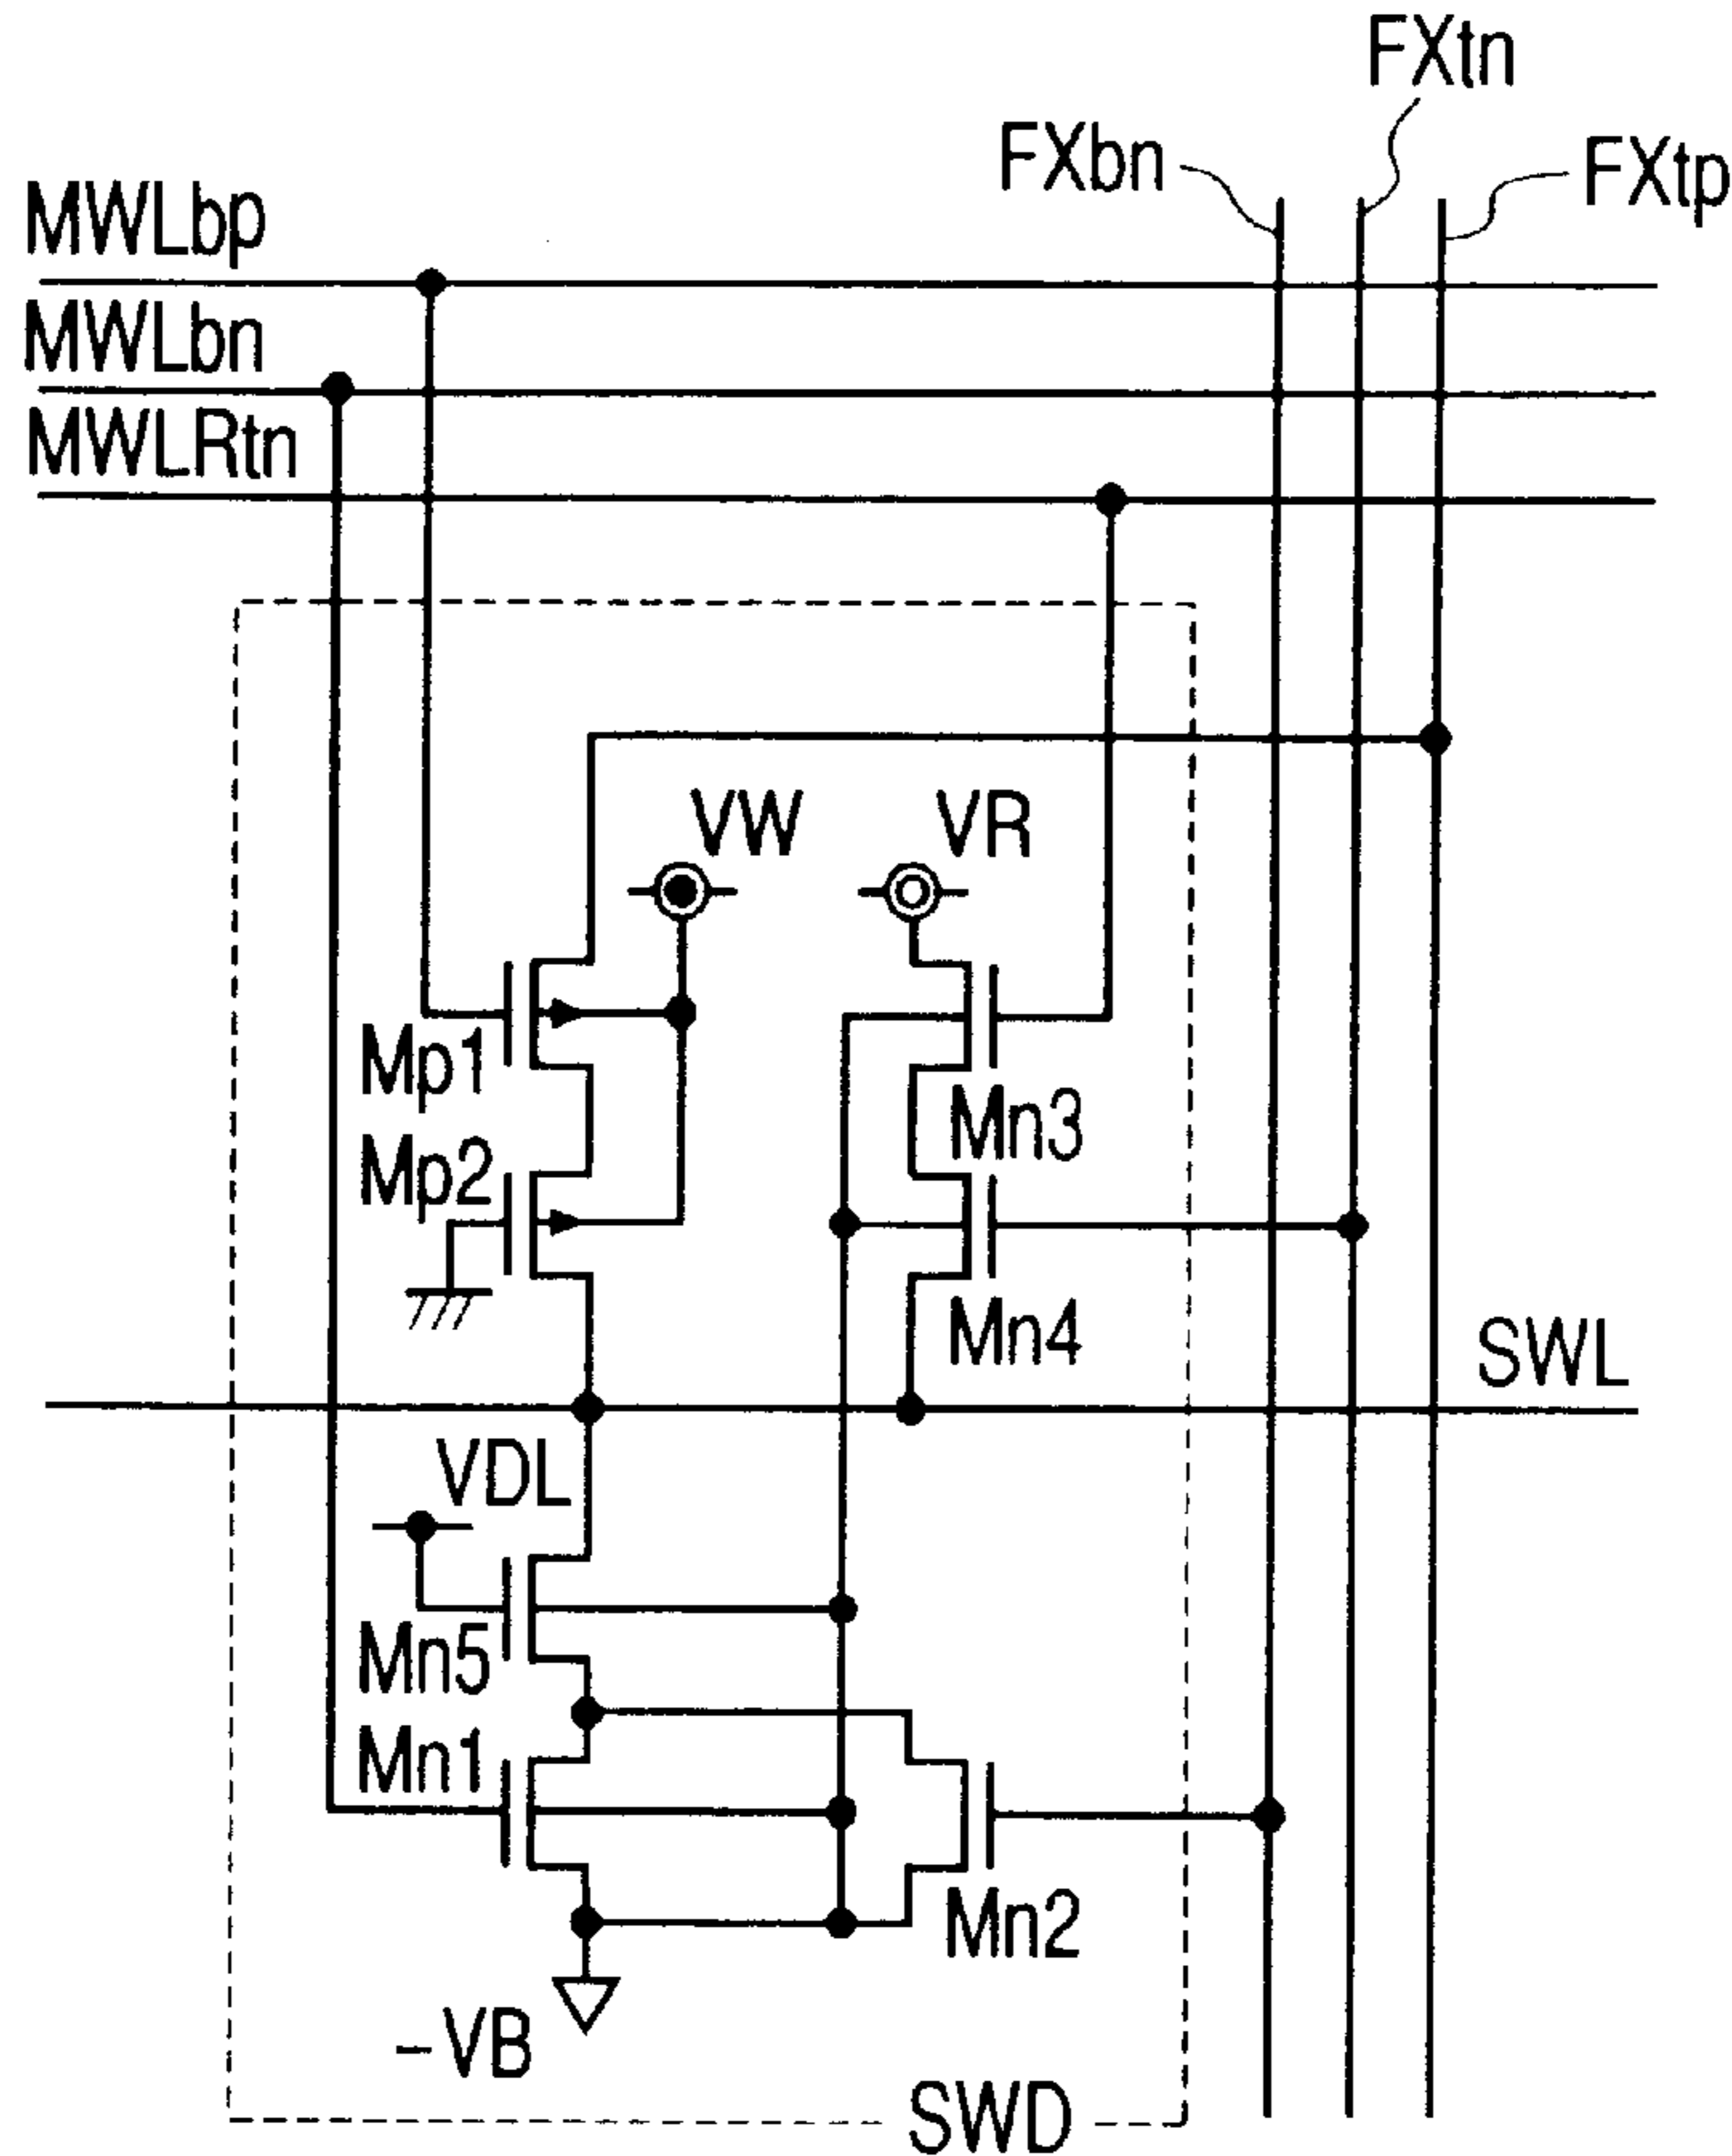 FXtn
FXbn
FXtp
MWLbp
MWLbn
MWLRtn
VW
VR
Mp1
Mn3
Mp2
Mn4
SWL
VDL
Mn5
Mn1
Mn2
-VB
SWD